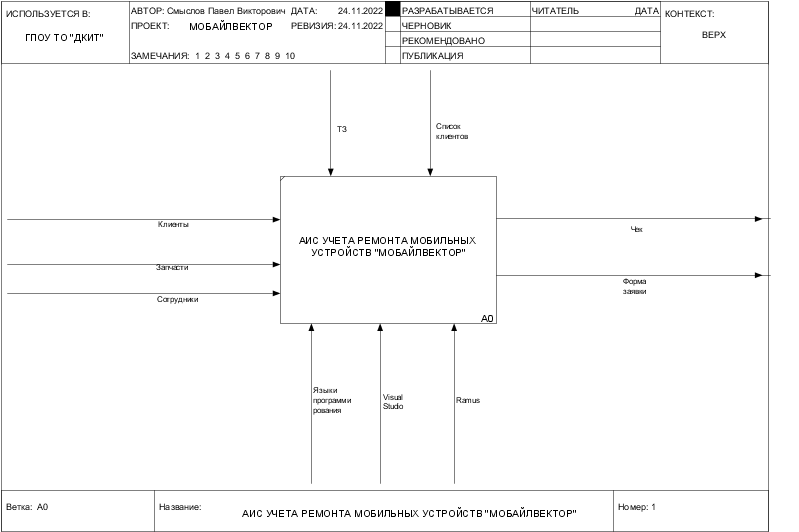 ИСПОЛЬЗУЕТСЯ В:
ГПОУ ТО "ДКИТ"
АВТОР: Смыслов Павел Викторович ДАТА: 24.11.2022
ПРОЕКТ: МОБАЙЛВЕКТОР РЕВИЗИЯ: 24.11.2022
ЗАМЕЧАНИЯ: 1 2 3 4 5 6 7 8 9 10
РАЗРАБАТЫВАЕТСЯ
ЧЕРНОВИК
РЕКОМЕНДОВАНО
ПУБЛИКАЦИЯ
ЧИТАТЕЛЬ ДАТА
КОНТЕКСТ:
ВЕРХ
ТЗ
Список
клиентов
Клиенты
Запчасти
Сотрудники
АИС УЧЕТА РЕМОНТА МОБИЛЬНЫХ
УСТРОЙСТВ "МОБАЙЛВЕКТОР"
A0
Чек
Форма
заявки
Языки
программи
рования
Visual
Studio
Ramus
Ветка: A0
Название:
АИС УЧЕТА РЕМОНТА МОБИЛЬНЫХ УСТРОЙСТВ "МОБАЙЛВЕКТОР"
Номер: 1